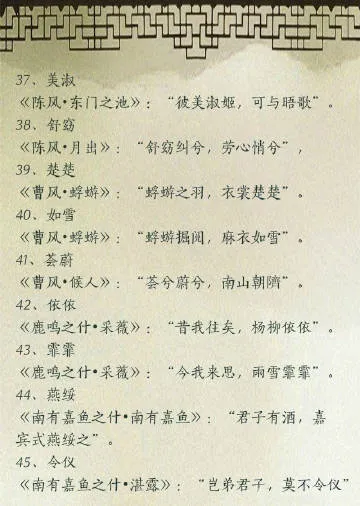 37、美淑
《陈风•东门之池》：“彼美淑姬，可与晤歌”。
38、舒窈
《陈风•月出》：“舒窈纠兮，劳心悄兮”，
39、楚楚
《曹风•蜉蝣》：“蜉蝣之羽，衣裳楚楚”。
40、如雪
《曹风•蜉蝣》：“蜉蝣掘阅，麻衣如雪”。
41、荟蔚
《曹风•候人》：“荟兮蔚兮，南山朝隮”。
42、依依
《鹿鸣之什•采薇》：“昔我往矣，杨柳依依”。
43、霏霏
《鹿鸣之什•采薇》：“今我来思，雨雪霏霏”。
44、燕绥
《南有嘉鱼之什•南有嘉鱼》：“君子有酒，嘉
宾式燕绥之”。
45、令仪
《南有嘉鱼之什•湛露》：“岂弟君子，莫不令仪”